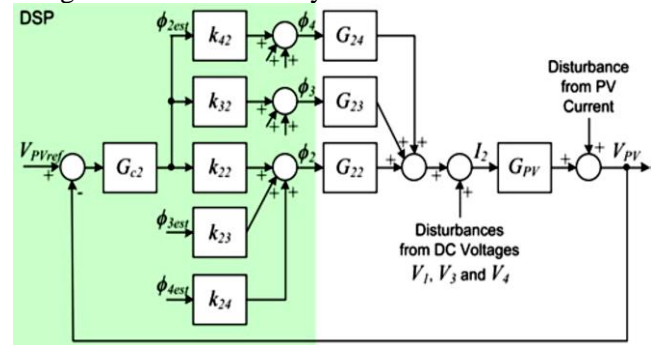 DSP
ϕ2est
k42
+
+
+
ϕ4
G24
k32
+
+
+
ϕ3
G23
Disturbance
from PV
Current
VPVref
+
-
Gc2
k22
+
+
+
ϕ2
G22
+
+
+
+
+
I2
GPV
+
+
VPV
ϕ3est
k23
ϕ4est
k24
Disturbances
from DC Voltages
V1, V3 and V4